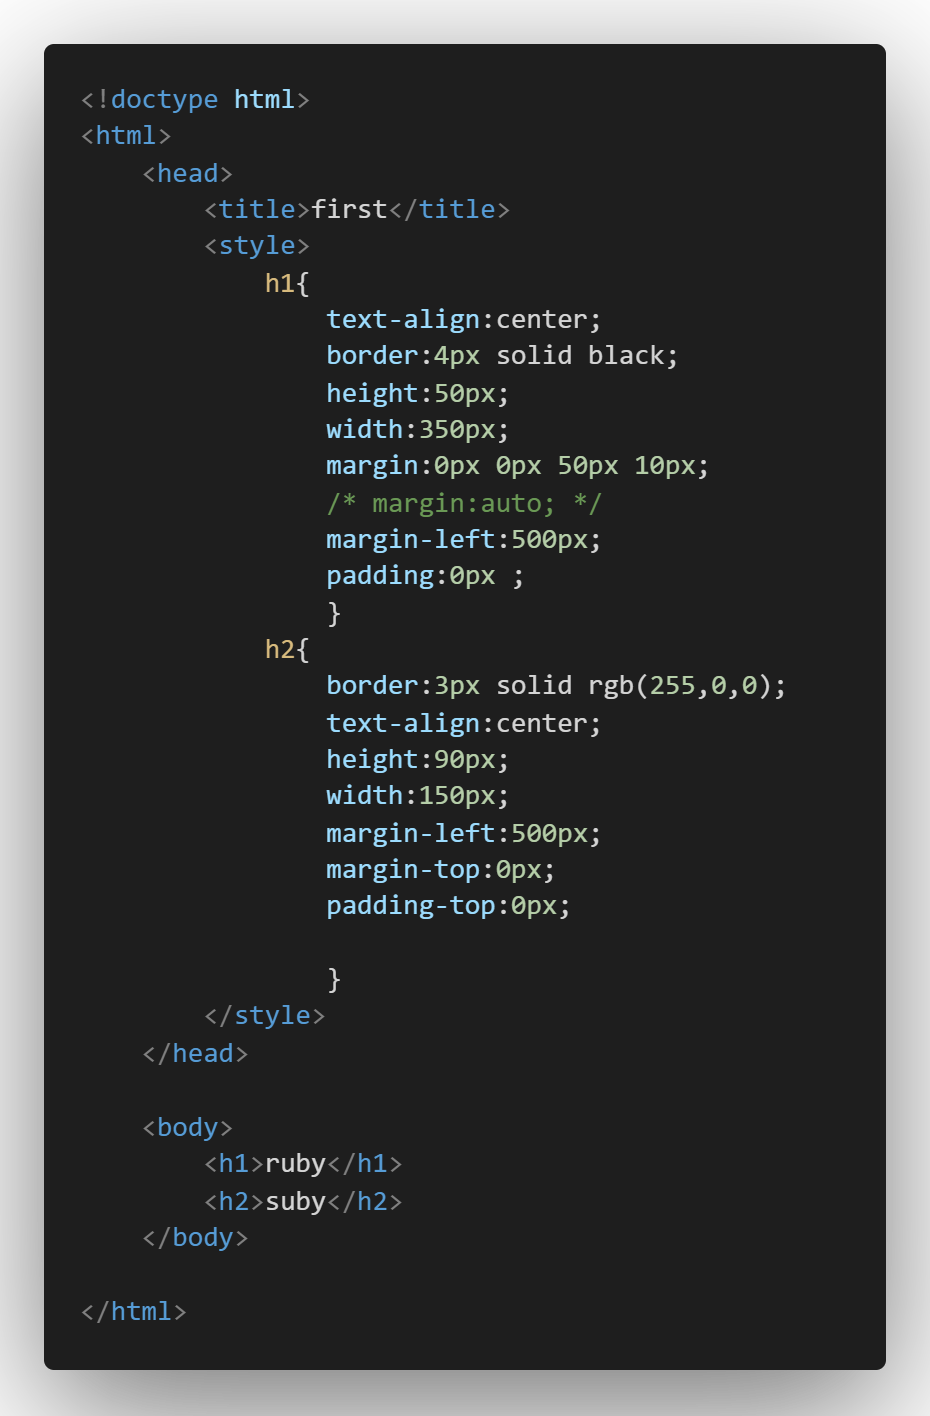 <!doctype html>
<html>
    <head>
        <title>first</title>
        <style>
            h1{
                text-align:center;
                border:4px solid black;
                height:50px;
                width:350px;
                margin:0px 0px 50px 10px;
                /* margin:auto; */
                margin-left:500px;
                padding:0px ;
                }
            h2{
                border:3px solid rgb(255,0,0);
                text-align:center;
                height:90px;
                width:150px;
                margin-left:500px;
                margin-top:0px;
                padding-top:0px;

                }
        </style>
    </head>

    <body>
        <h1>ruby</h1>
        <h2>suby</h2>
    </body>

</html>